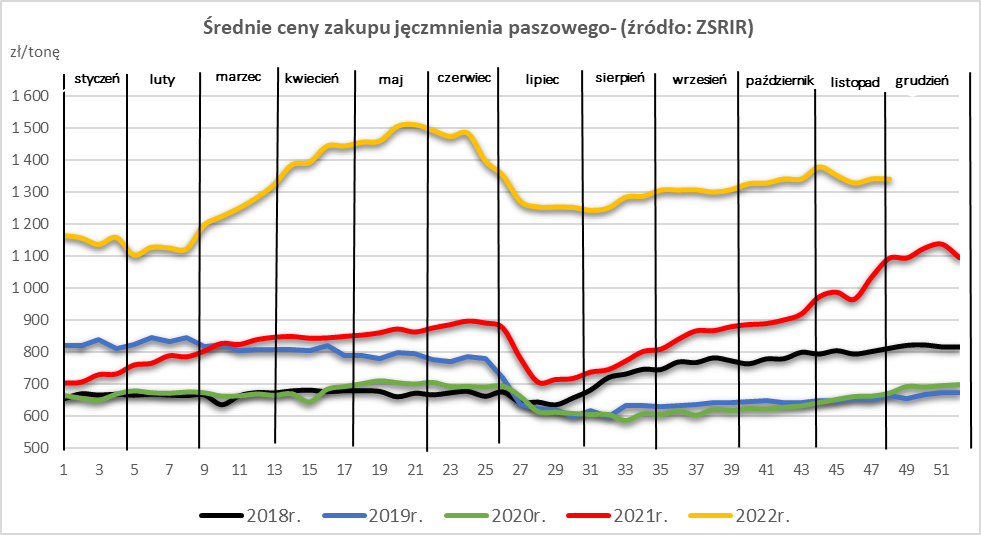 Średnie ceny zakupu jęczmnienia paszowego- (źródło: ZSRIR)
zł/tonę
styczeń luty marzec kwiecień maj czerwiec lipiec sierpień wrzesień październik listopad grudzień
1 600
1 500
1 400
1 300
1 200
1 100
1 000
900
800
700
600
500
1 3 5 7 9 11 13 15 17 19 21 23 25 27 29 31 33 35 37 39 41 43 45 47 49 51
2018r. 2019r. 2020r. 2021r. 2022r.